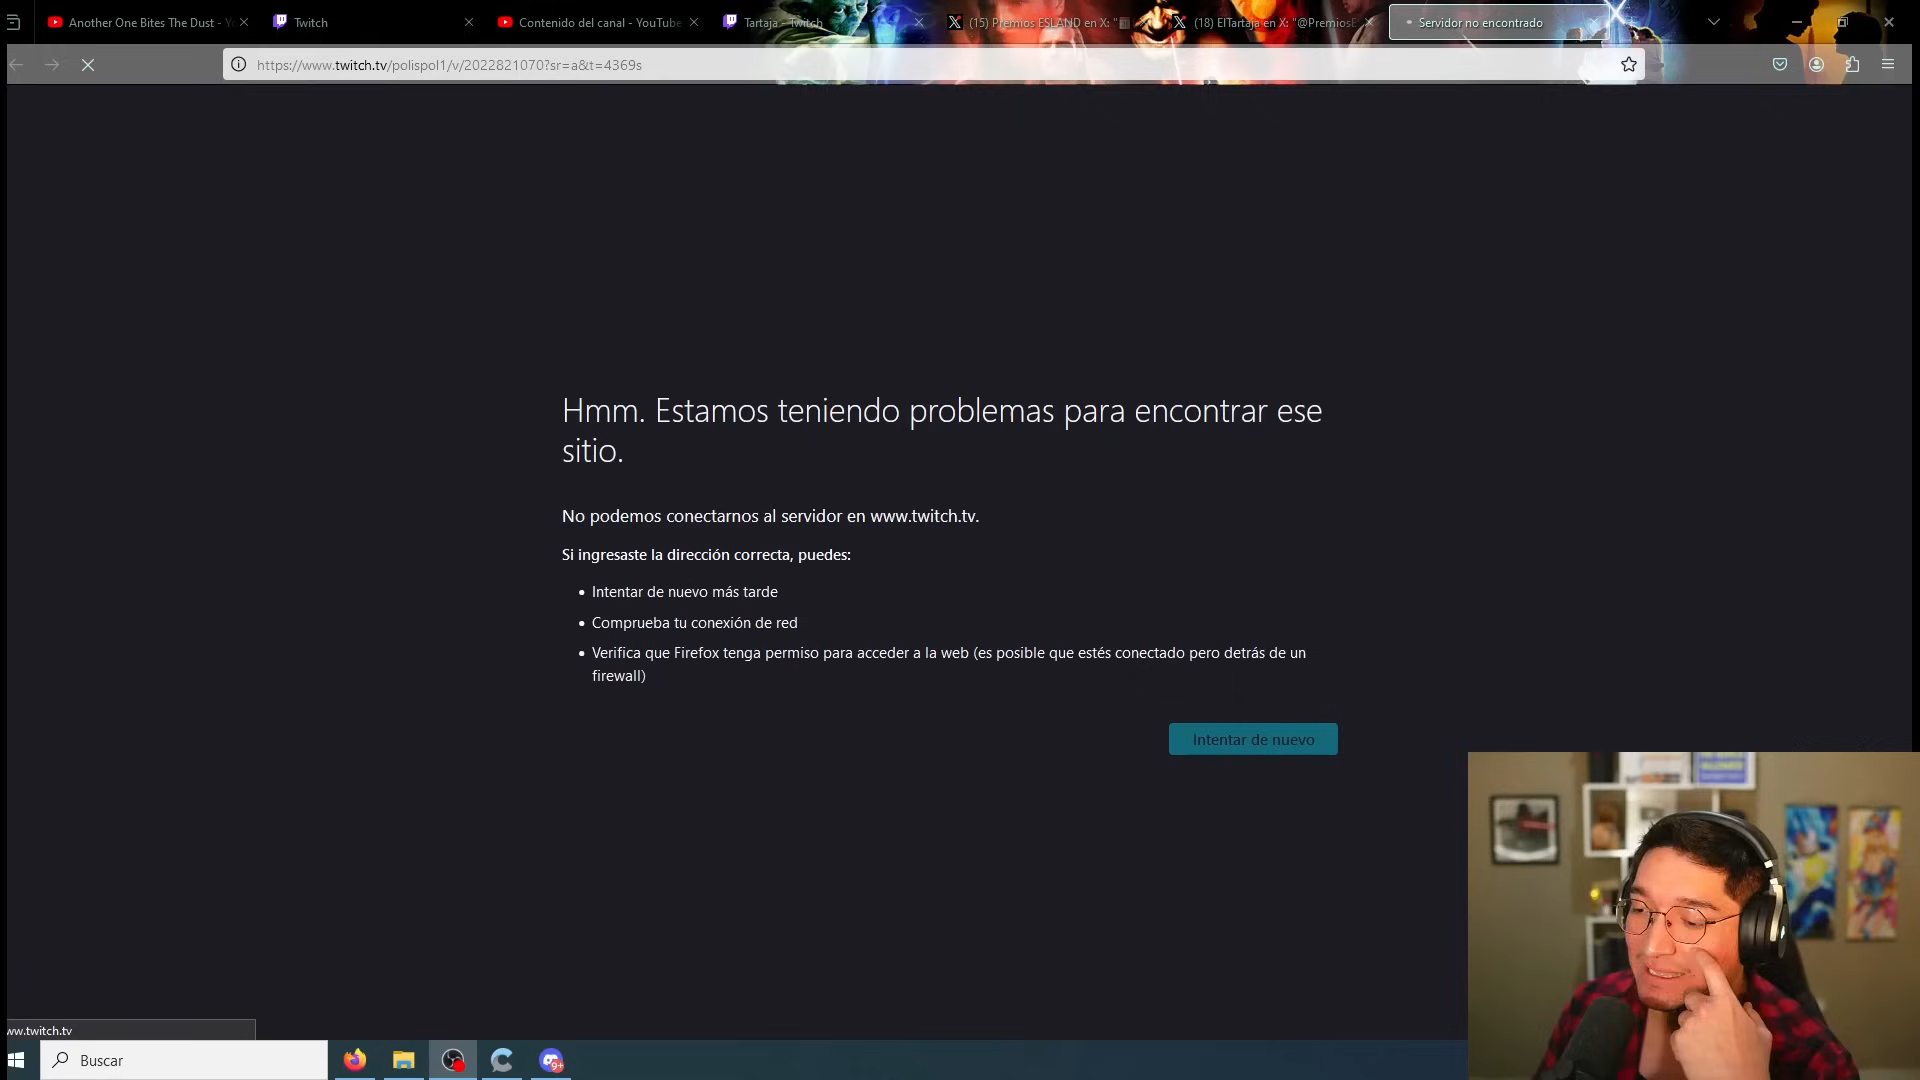 Another One Bites The Dust - Yo
Twitch
Contenido del canal - YouTube
Tartaja - Twitch
(15) Premios ESLAND en X: "
(18) ElTartaja en X: "@PremiosE
Servidor no encontrado
https://www.twitch.tv/polispol1/v/2022821070?sr=a&t=4369s
Hmm. Estamos teniendo problemas para encontrar ese
sitio.
No podemos conectarnos al servidor en www.twitch.tv.
Si ingresaste la dirección correcta, puedes:
Intentar de nuevo más tarde
Comprueba tu conexión de red
Verifica que Firefox tenga permiso para acceder a la web (es posible que estés conectado pero detrás de un
firewall)
Intentar de nuevo
ww.twitch.tv
Buscar
9+